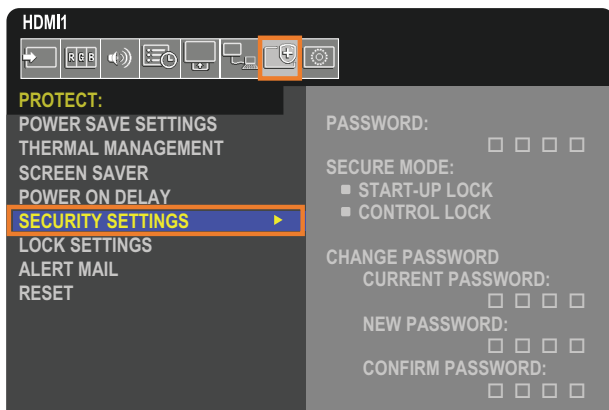 HDMI1
R G B
PROTECT:
POWER SAVE SETTINGS
THERMAL MANAGEMENT
SCREEN SAVER
POWER ON DELAY
SECURITY SETTINGS
LOCK SETTINGS
ALERT MAIL
RESET
PASSWORD:
SECURE MODE:
START-UP LOCK
CONTROL LOCK
CHANGE PASSWORD
CURRENT PASSWORD:
NEW PASSWORD:
CONFIRM PASSWORD: